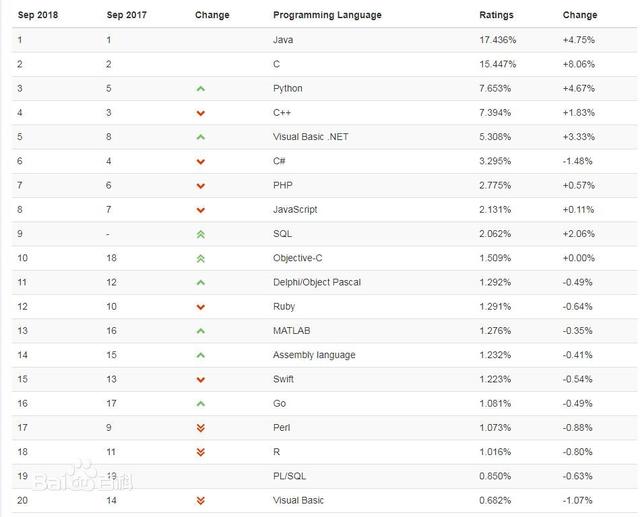 Sep 2018 Sep 2017 Change Programming Language Ratings Change
1 1 Java 17.436% +4.75%
2 2 C 15.447% +8.06%
3 5 Python 7.653% +4.67%
4 3 C++ 7.394% +1.83%
5 8 Visual Basic .NET 5.308% +3.33%
6 4 C# 3.295% -1.48%
7 6 PHP 2.775% +0.57%
8 7 JavaScript 2.131% +0.11%
9 - SQL 2.062% +2.06%
10 18 Objective-C 1.509% +0.00%
11 12 Delphi/Object Pascal 1.292% -0.49%
12 10 Ruby 1.291% -0.64%
13 16 MATLAB 1.276% -0.35%
14 15 Assembly language 1.232% -0.41%
15 13 Swift 1.223% -0.54%
16 17 Go 1.081% -0.49%
17 9 Perl 1.073% -0.88%
18 11 R 1.016% -0.80%
19 19 PL/SQL 0.850% -0.63%
Bai百科
20 14 Visual Basic 0.682% -1.07%